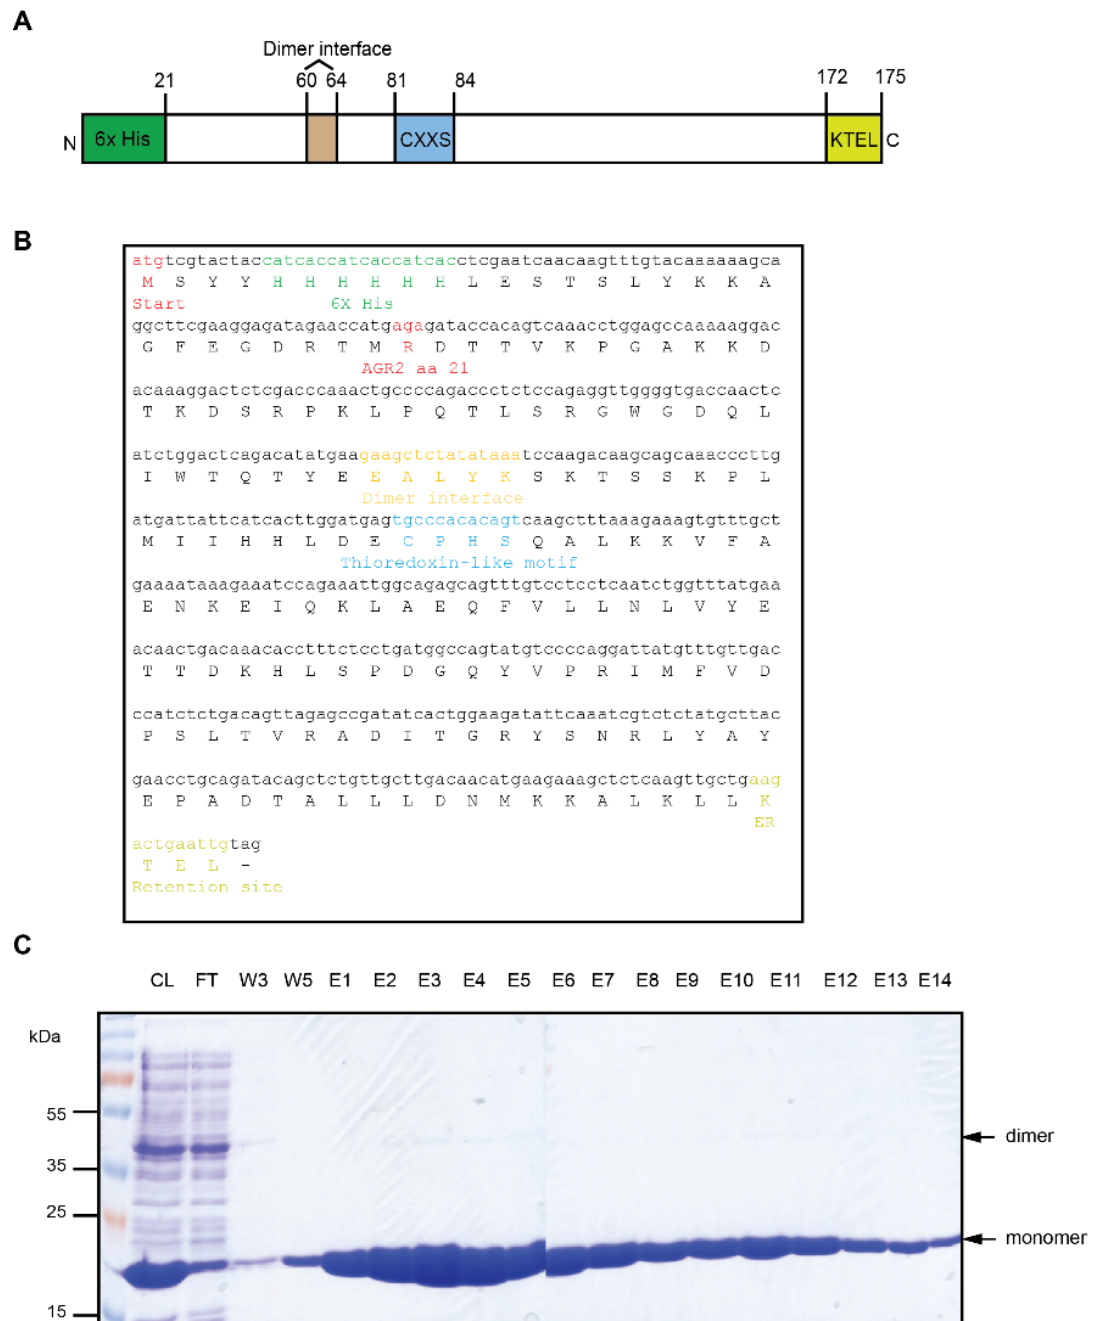 A
Dimer interface
21 60 64 81 84 172 175
N 6x His CXXS KTEL C
B
atgtcgtactaccatcaccatcaccatcacctcgaatcaacaagtttgtacaaaaaagca
M S Y Y H H H H H H L E S T S L Y K K A
Start 6X His
ggcttcgaaggagatagaaccatgagagataccacagtcaaacctggagccaaaaaggac
G F E G D R T M R D T T V K P G A K K D
AGR2 aa 21
acaaaggactctcgacccaaactgccccagaccctctccagaggttggggtgaccaactc
T K D S R P K L P Q T L S R G W G D Q L
atctggactcagacatatgaagaagctctatataaatccaagacaagcagcaaacccttg
I W T Q T Y E E A L Y K S K T S S K P L
Dimer interface
atgattattcatcacttggatgagtgcccacacagtcaagctttaaagaaagtgtttgct
M I I H H L D E C P H S Q A L K K V F A
Thioredoxin-like motif
gaaaataaagaaatccagaaattggcagagcagtttgtcctcctcaatctggtttatgaa
E N K E I Q K L A E Q F V L L N L V Y E
acaactgacaaacacctttctcctgatggccagtatgtccccaggattatgtttgttgac
T T D K H L S P D G Q Y V P R I M F V D
ccatctctgacagttagagccgatatcactggaagatattcaaatcgtctctatgcttac
P S L T V R A D I T G R Y S N R L Y A Y
gaacctgcagatacagctctgttgcttgacaacatgaagaaagctctcaagttgctgaag
E P A D T A L L L D N M K K A L K L L K
ER
actgaattgtag
T E L -
Retention site
C
CL FT W3 W5 E1 E2 E3 E4 E5 E6 E7 E8 E9 E10 E11 E12 E13 E14
kDa
55
dimer
35
25
monomer
15